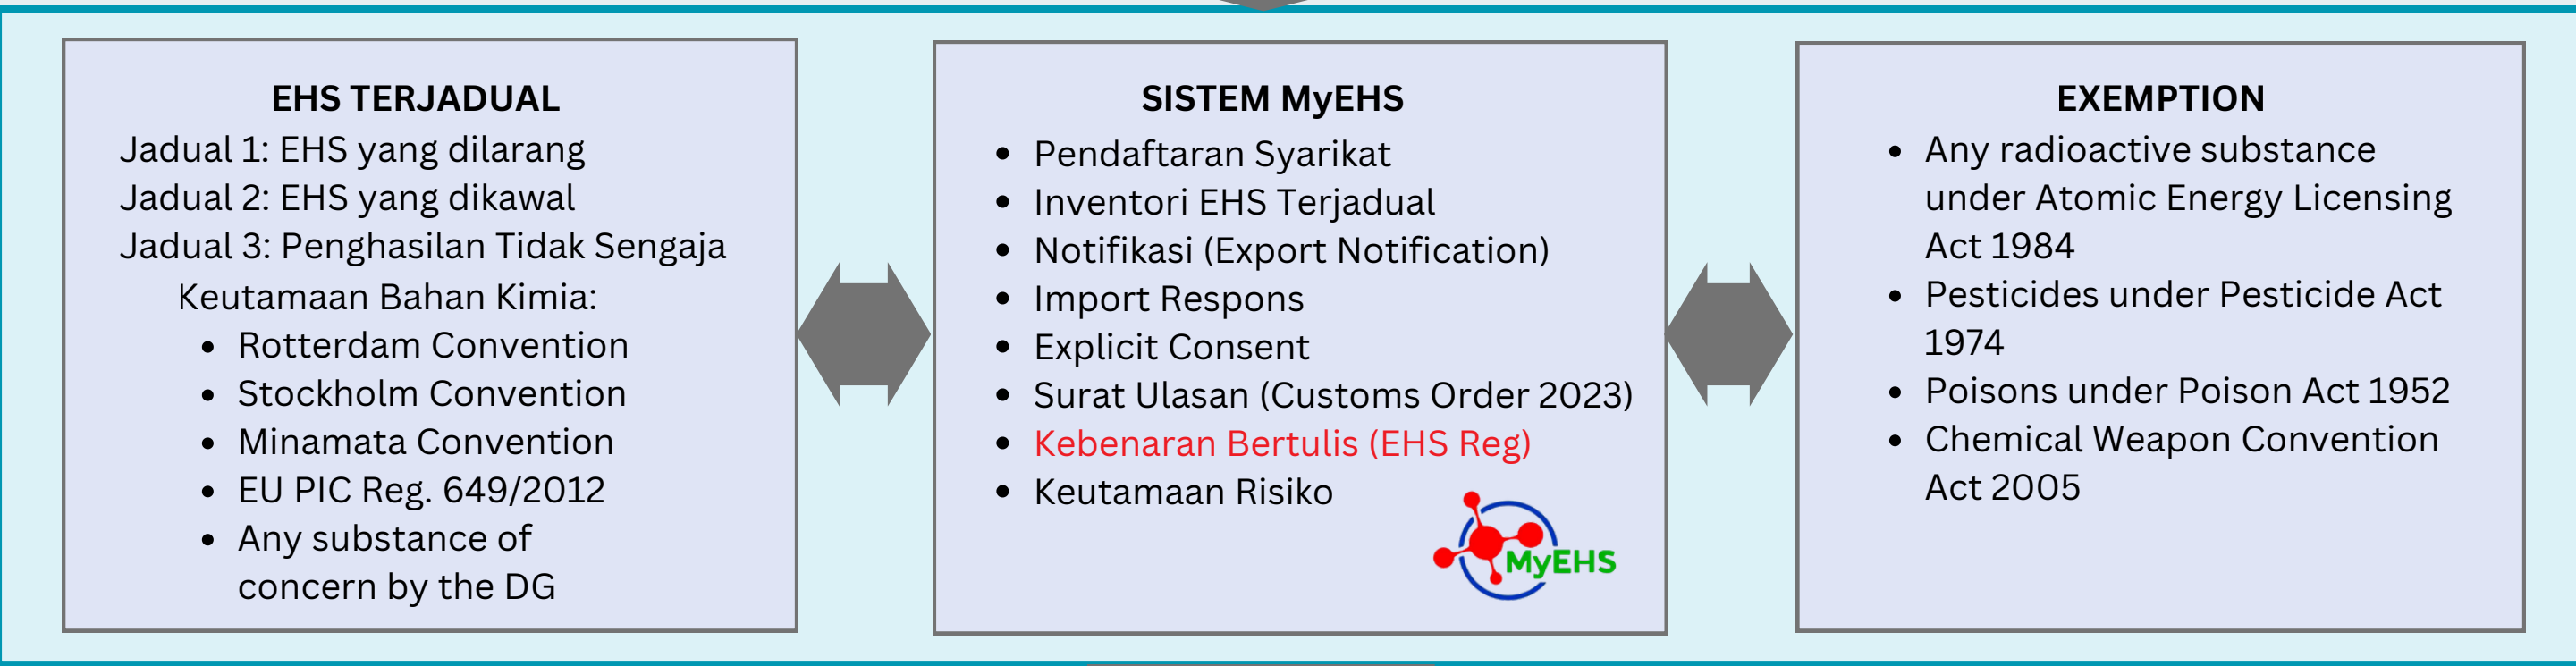 EHS TERJADUAL
Jadual 1: EHS yang dilarang
Jadual 2: EHS yang dikawal
Jadual 3: Penghasilan Tidak Sengaja
Keutamaan Bahan Kimia:
• Rotterdam Convention
• Stockholm Convention
• Minamata Convention
• EU PIC Reg. 649/2012
• Any substance of
concern by the DG
SISTEM MyEHS
• Pendaftaran Syarikat
• Inventori EHS Terjadual
• Notifikasi (Export Notification)
• Import Respons
• Explicit Consent
• Surat Ulasan (Customs Order 2023)
• Kebenaran Bertulis (EHS Reg)
• Keutamaan Risiko
MyEHS
EXEMPTION
• Any radioactive substance
under Atomic Energy Licensing
Act 1984
• Pesticides under Pesticide Act
1974
• Poisons under Poison Act 1952
• Chemical Weapon Convention
Act 2005